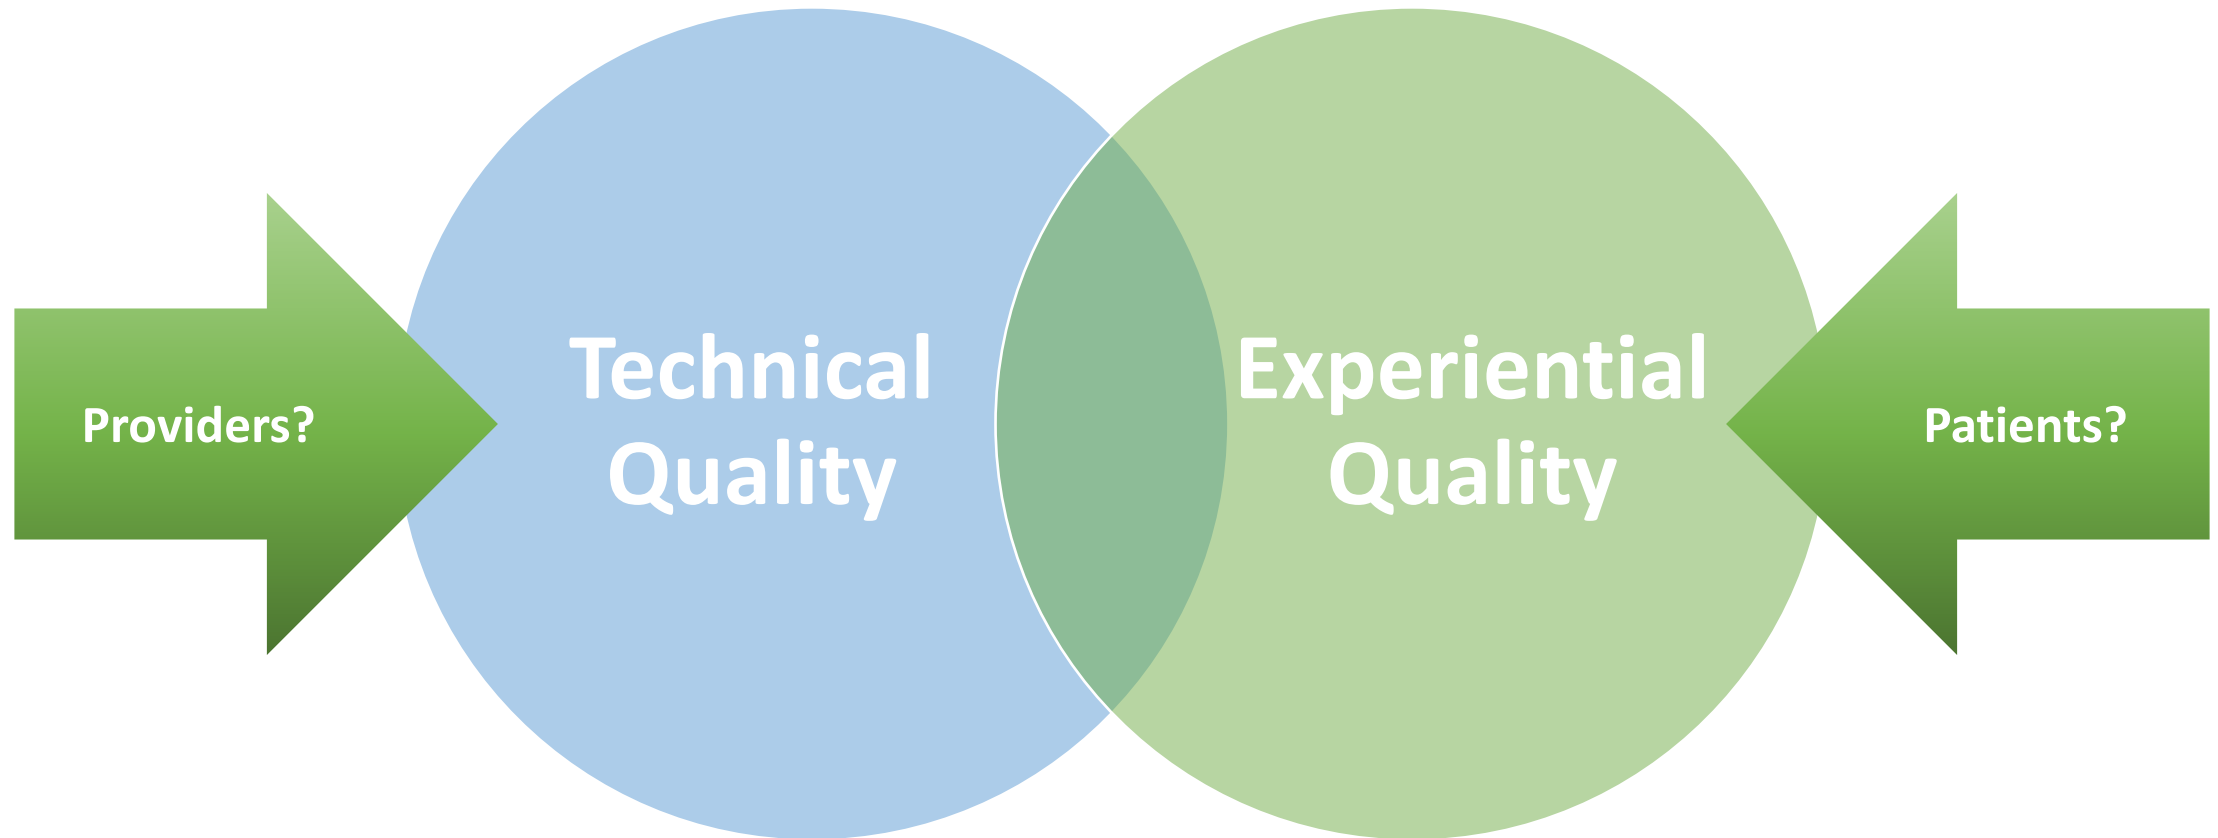 Providers?
Technical
Quality
Experiential
Quality
Patients?